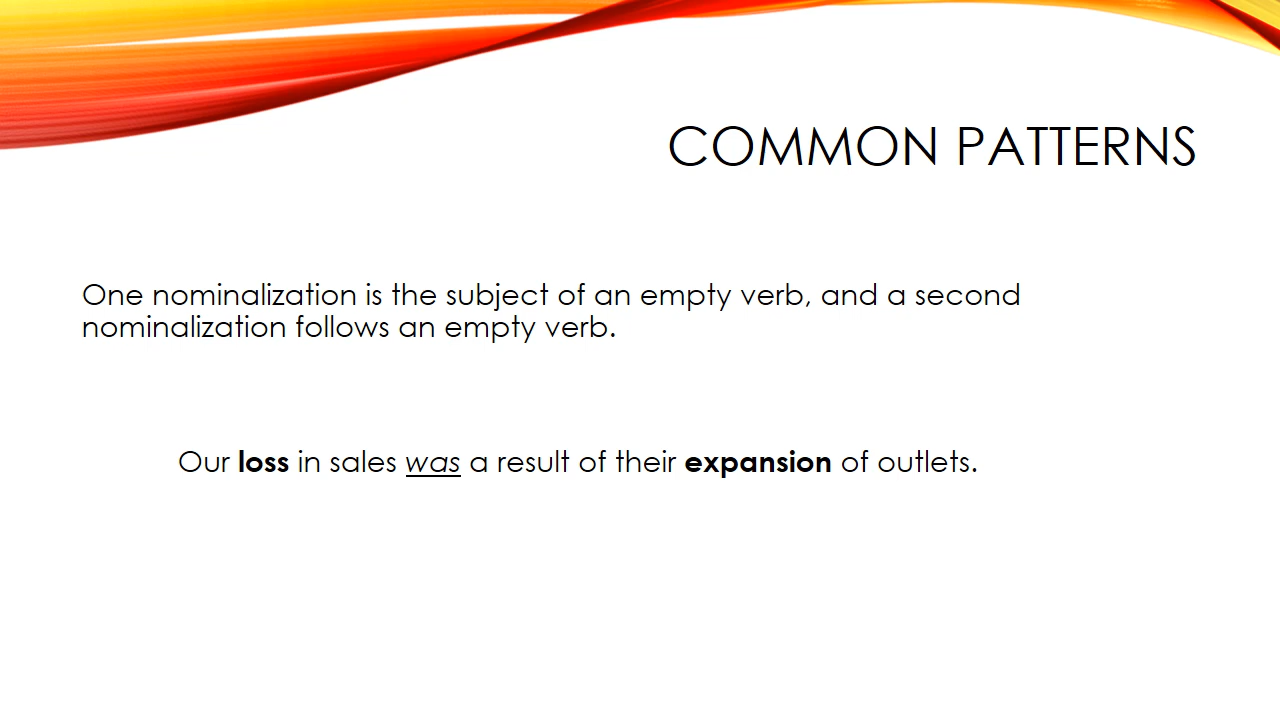 COMMON PATTERNS
One nominalization is the subject of an empty verb, and a second
nominalization follows an empty verb.
Our loss in sales was a result of their expansion of outlets.